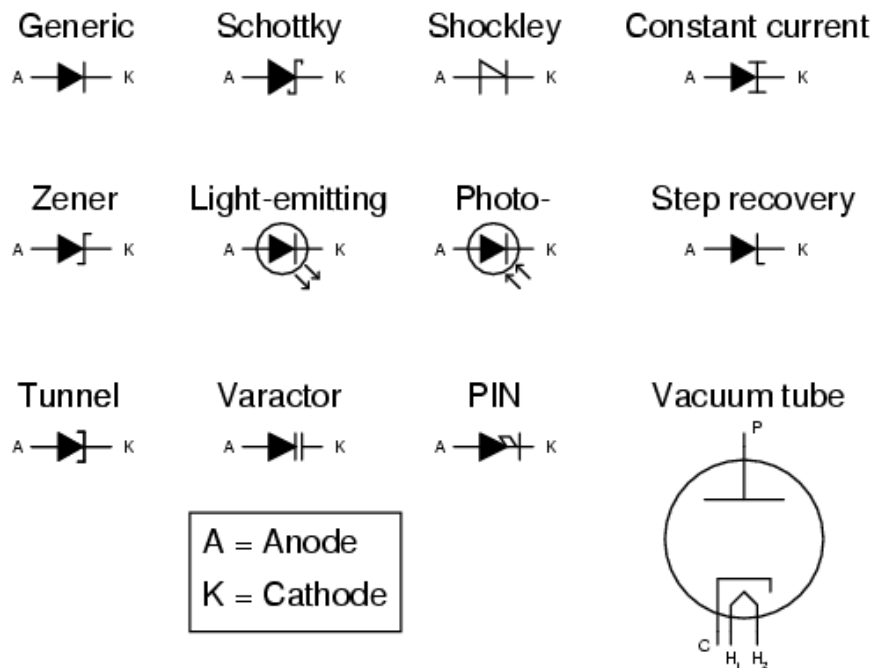 Generic Schottky Shockley Constant current
A K A K A K A K
Zener Light-emitting Photo- Step recovery
A K A K A K A K
Tunnel Varactor PIN Vacuum tube
P
A K A K A K
A = Anode
K = Cathode
C H1 H2